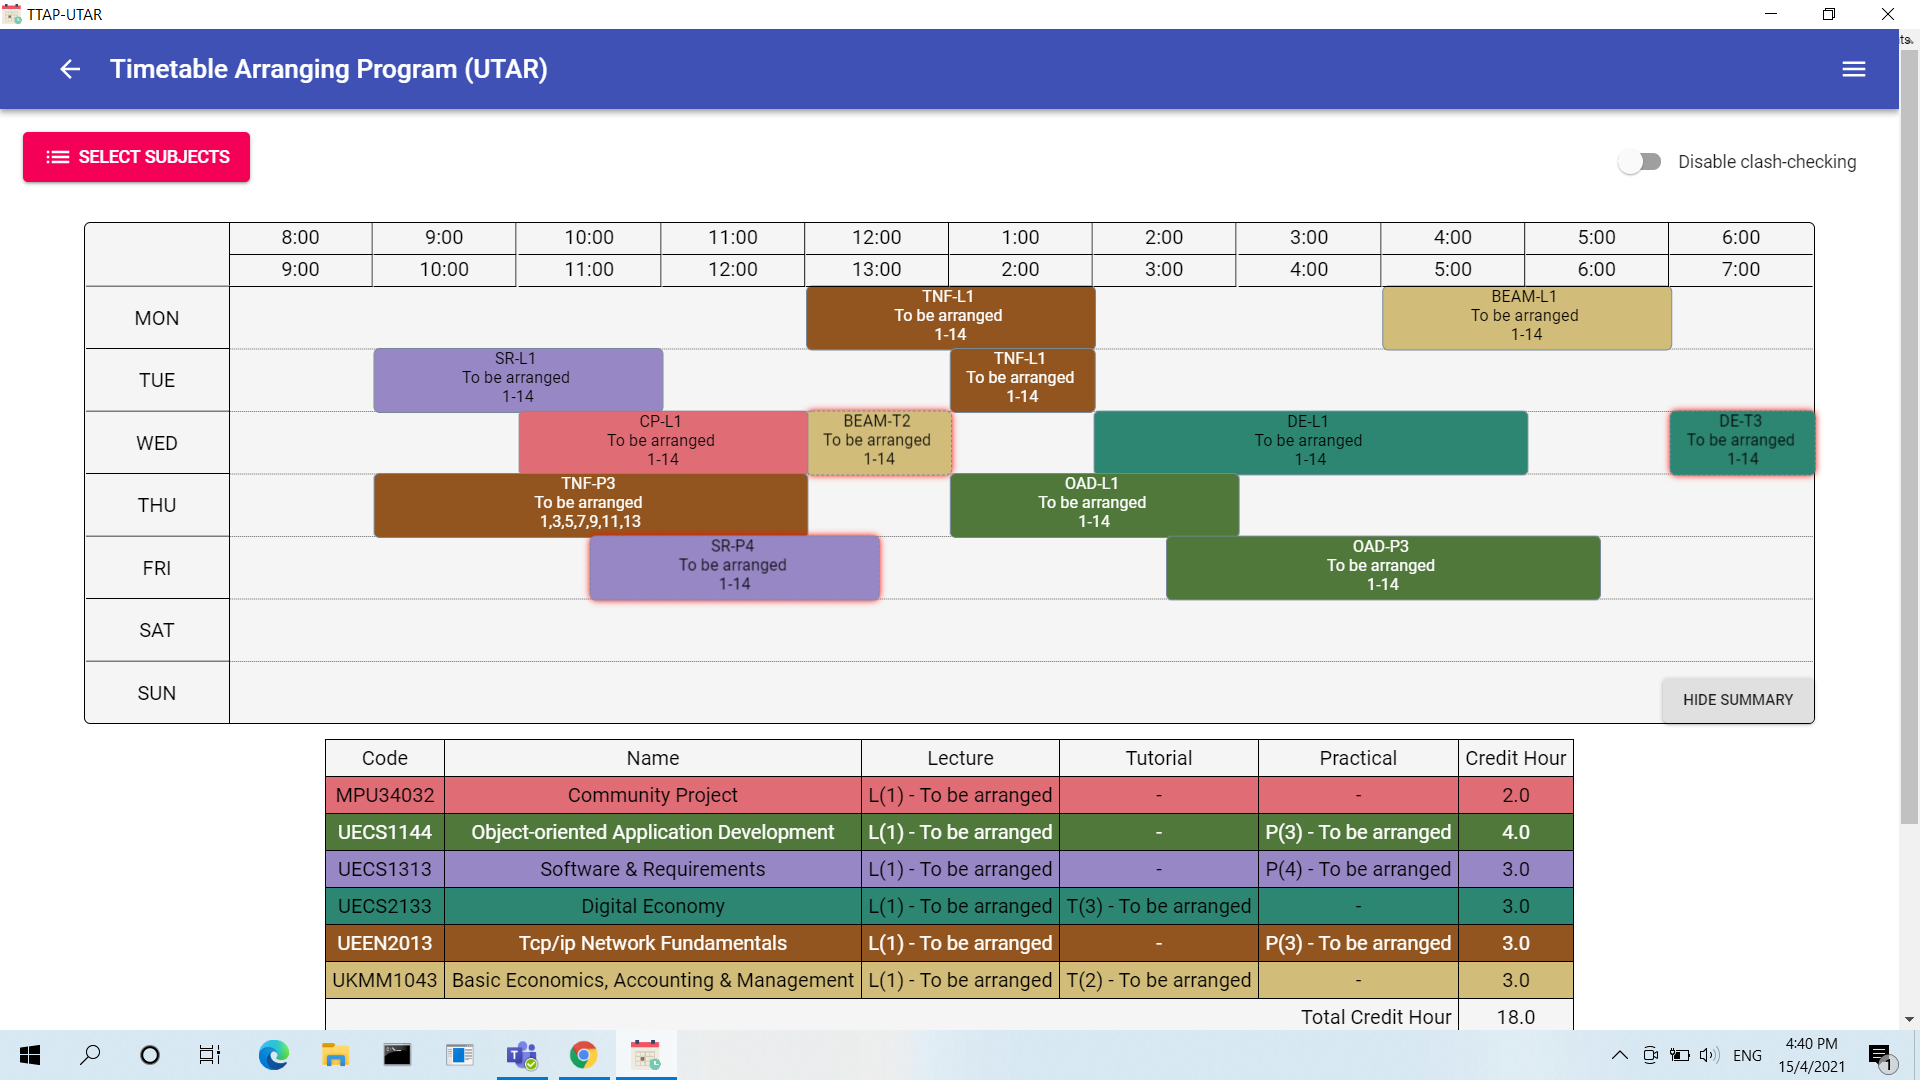 TTAP-UTAR
ts
Timetable Arranging Program (UTAR)
SELECT SUBJECTS
Disable clash-checking
8:00 9:00 10:00 11:00 12:00 1:00 2:00 3:00 4:00 5:00 6:00
9:00 10:00 11:00 12:00 13:00 2:00 3:00 4:00 5:00 6:00 7:00
MON
TNF-L1
To be arranged
1-14
BEAM-L1
To be arranged
1-14
TUE
SR-L1
To be arranged
1-14
TNF-L1
To be arranged
1-14
WED
CP-L1
To be arranged
1-14
BEAM-T2
To be arranged
1-14
DE-L1
To be arranged
1-14
DE-T3
To be arranged
1-14
THU
TNF-P3
To be arranged
1,3,5,7,9,11,13
OAD-L1
To be arranged
1-14
FRI
SR-P4
To be arranged
1-14
OAD-P3
To be arranged
1-14
SAT
SUN
HIDE SUMMARY
Code Name Lecture Tutorial Practical Credit Hour
MPU34032 Community Project L(1) - To be arranged - - 2.0
UECS1144 Object-oriented Application Development L(1) - To be arranged - P(3) - To be arranged 4.0
UECS1313 Software & Requirements L(1) - To be arranged - P(4) - To be arranged 3.0
UECS2133 Digital Economy L(1) - To be arranged T(3) - To be arranged - 3.0
UEEN2013 Tcp/ip Network Fundamentals L(1) - To be arranged - P(3) - To be arranged 3.0
UKMM1043 Basic Economics, Accounting & Management L(1) - To be arranged T(2) - To be arranged - 3.0
Total Credit Hour 18.0
ENG
4:40 PM
15/4/2021
1